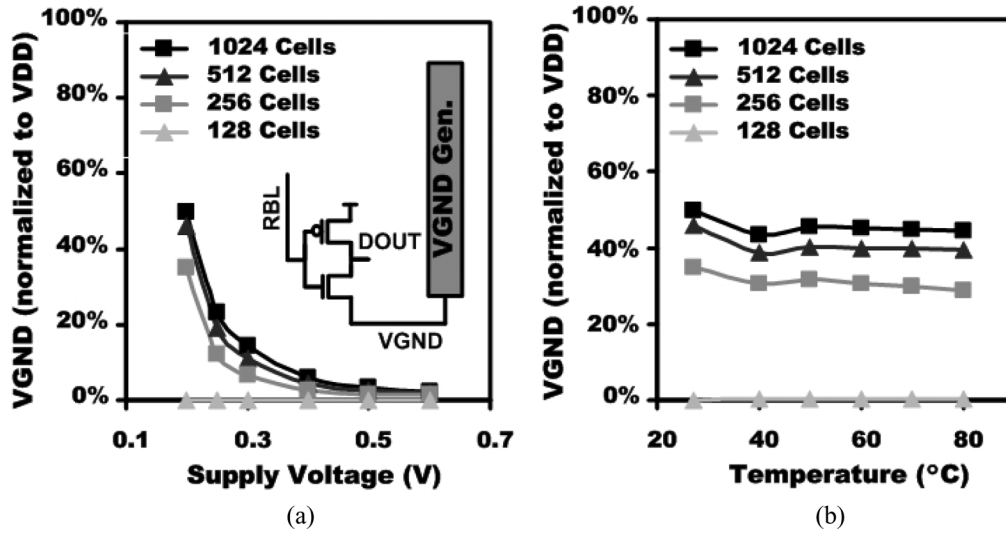 VGND (normalized to VDD)
100%
80%
60%
40%
20%
0%
1024 Cells
512 Cells
256 Cells
128 Cells
RBL
DOUT
VGND Gen.
VGND
0.1
0.3
0.5
0.7
Supply Voltage (V)
(a)
VGND (normalized to VDD)
100%
80%
60%
40%
20%
0%
1024 Cells
512 Cells
256 Cells
128 Cells
20
40
60
80
Temperature (°C)
(b)